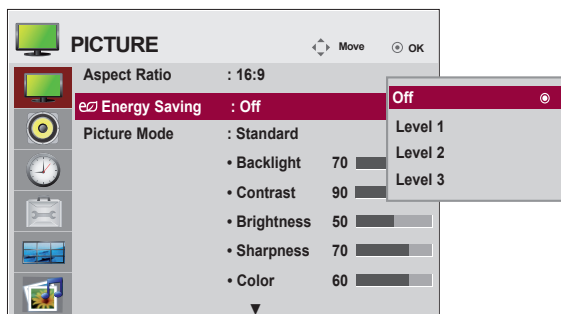 PICTURE Move OK
Aspect Ratio : 16:9
Energy Saving : Off
Picture Mode : Standard
• Backlight 70
• Contrast 90
• Brightness 50
• Sharpness 70
• Color 60
▼
Off
Level 1
Level 2
Level 3